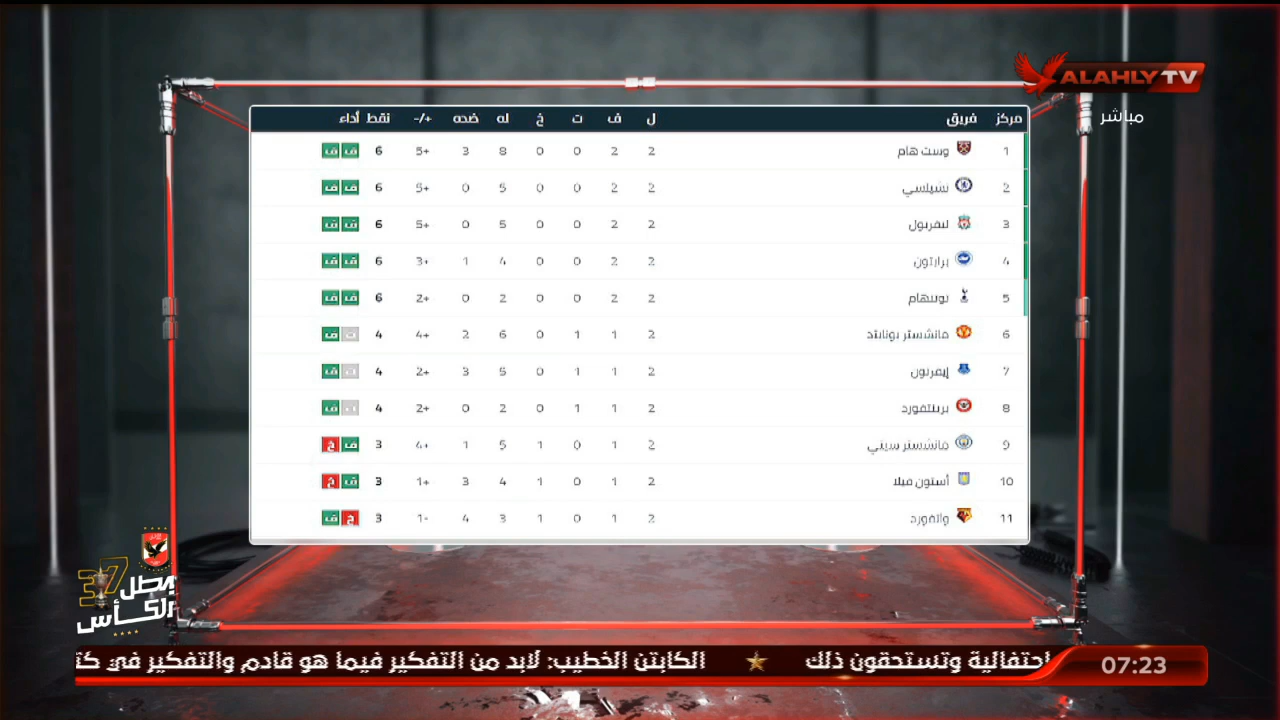 ALAHLY TV
مباشر
مركز فريق ل ف ت خ له ضده -/+ نقط أداء
1 وست هام 2 2 0 0 8 3 +5 6 ف ف
2 تشيلسي 2 2 0 0 5 0 +5 6 ف ف
3 ليفربول 2 2 0 0 5 0 +5 6 ف ف
4 برايتون 2 2 0 0 4 1 +3 6 ف ف
5 توتنهام 2 2 0 0 2 0 +2 6 ف ف
6 مانشستر يونايتد 2 1 1 0 6 2 +4 4 ت ف
7 إيفرتون 2 1 1 0 5 3 +2 4 ت ف
8 برينتفورد 2 1 1 0 2 0 +2 4 ت ف
9 مانشستر سيتي 2 1 0 1 5 1 +4 3 ف خ
10 أستون فيلا 2 1 0 1 4 3 +1 3 ف خ
11 واتفورد 2 1 0 1 3 4 -1 3 خ ف
37
بطل
الكأس
احتفالية وتستحقون ذلك ★ الكابتن الخطيب: لابد من التفكير فيما هو قادم والتفكير في
07:23